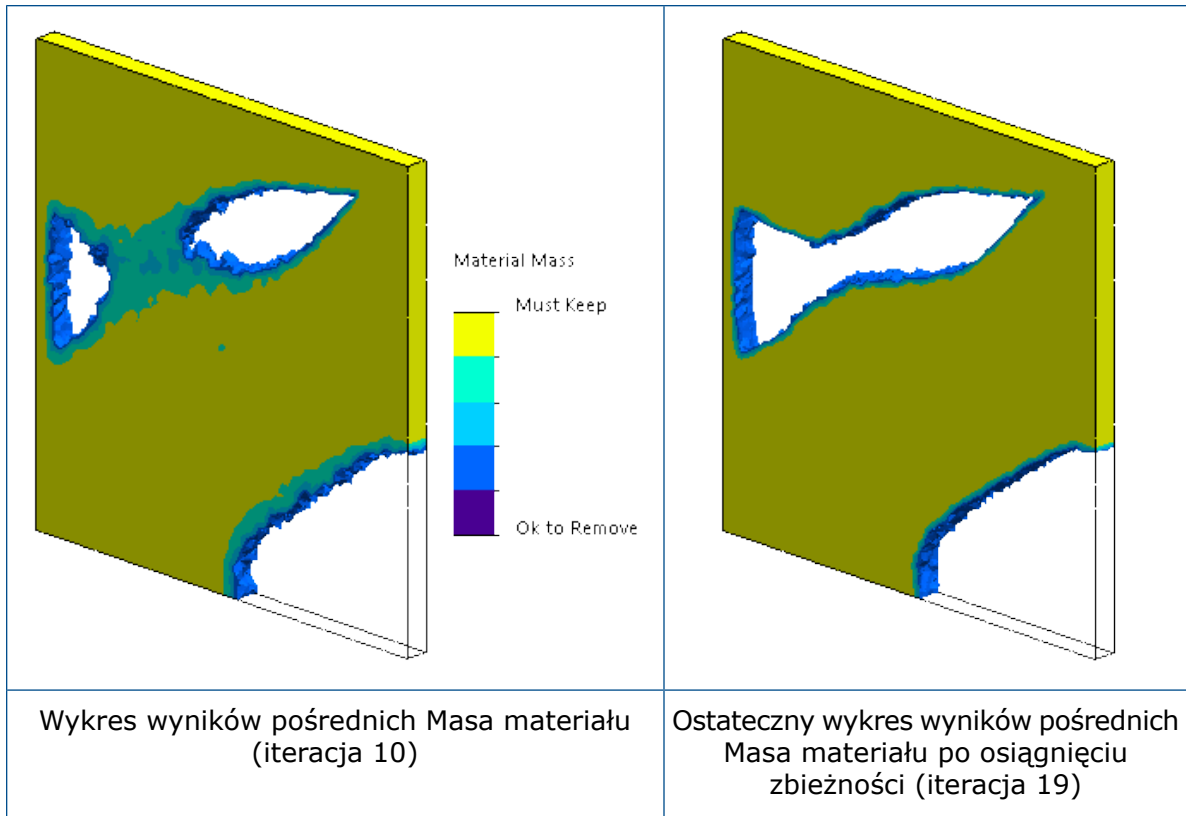 Material Mass
Must Keep
Ok to Remove
Wykres wyników pośrednich Masa materiału
(iteracja 10)
Ostateczny wykres wyników pośrednich
Masa materiału po osiągnięciu
zbieżności (iteracja 19)